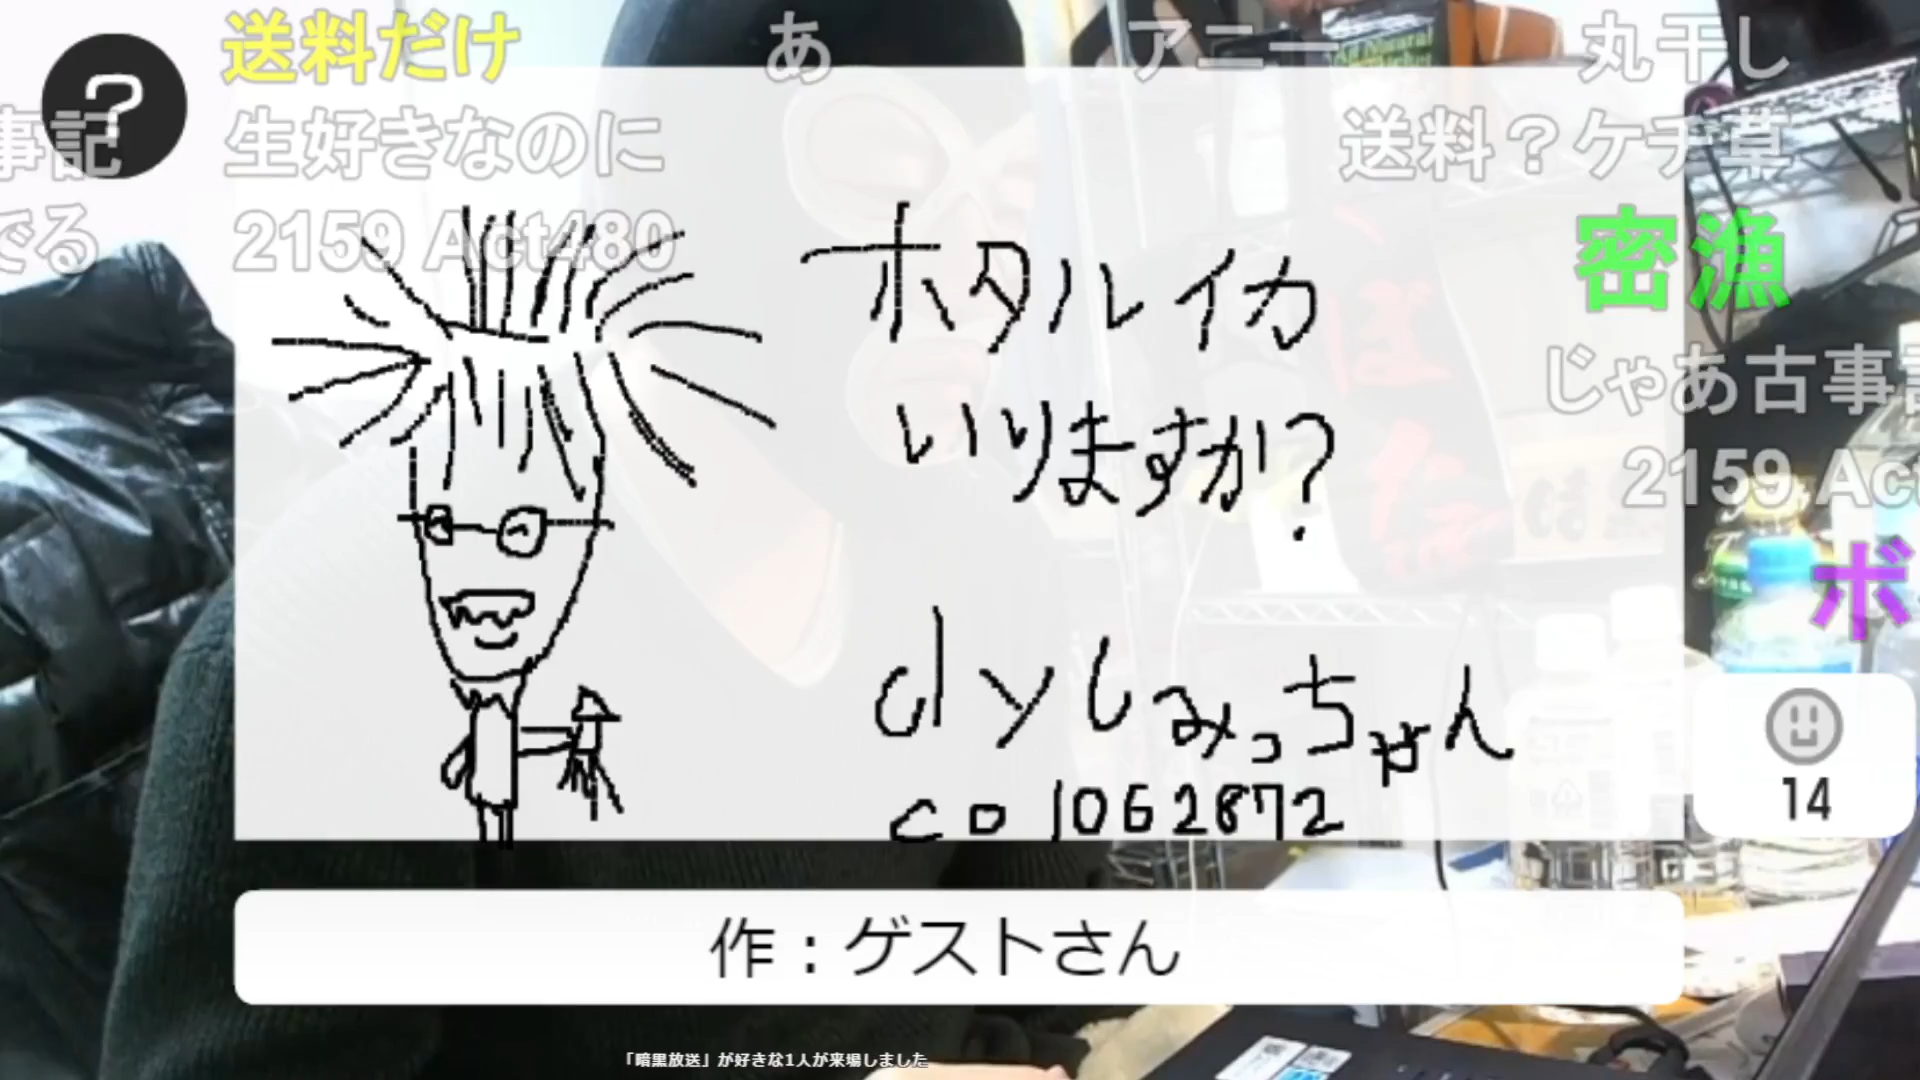 送料だけ
あ
アニー
丸干し
事記
生好きなのに
送料？ケチ草
でる
2159 Act480
密漁
ホタルイカ
いりますか?
じゃあ古事記
2159 Act
ボ
dyしみっちゃん
co 1062872
14
作：ゲストさん
「暗黒放送」が好きな1人が来場しました